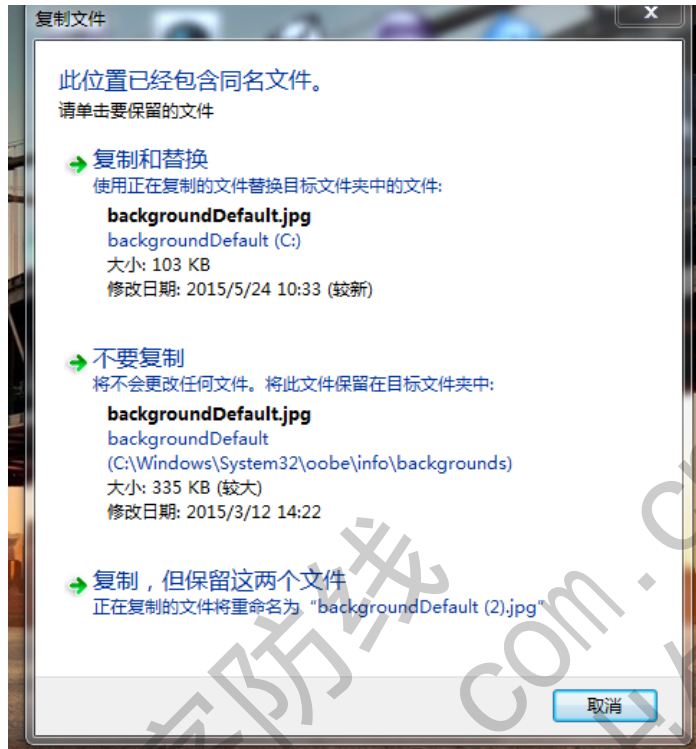 复制文件
此位置已经包含同名文件。
请单击要保留的文件
复制和替换
使用正在复制的文件替换目标文件夹中的文件:
backgroundDefault.jpg
backgroundDefault (C:)
大小: 103 KB
修改日期: 2015/5/24 10:33 (较新)
不要复制
将不会更改任何文件。将此文件保留在目标文件夹中:
backgroundDefault.jpg
backgroundDefault
(C:\Windows\System32\oobe\info\backgrounds)
大小: 335 KB (较大)
修改日期: 2015/3/12 14:22
复制，但保留这两个文件
正在复制的文件将重命名为 “backgroundDefault (2).jpg”
取消
客防线
com.cn